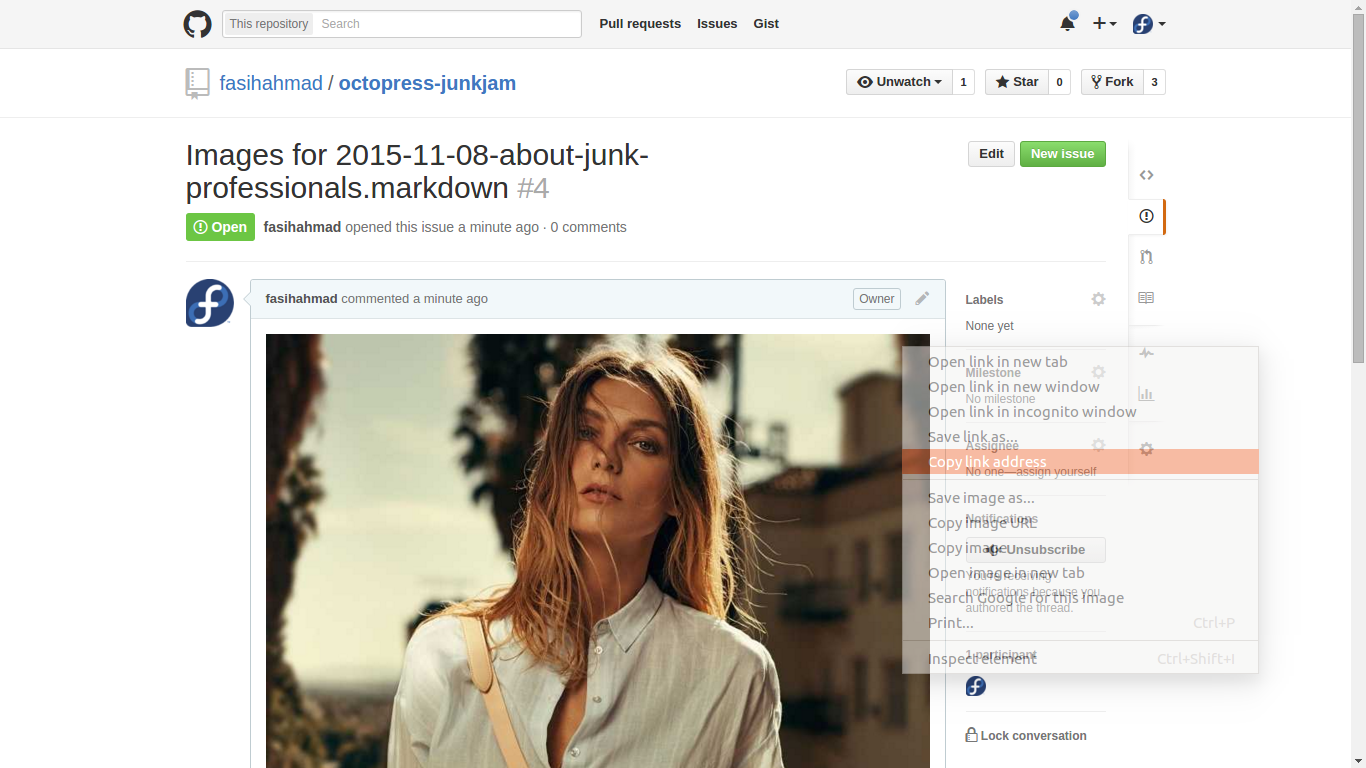 This repository Search Pull requests Issues Gist
fasihahmad / octopress-junkjam
Unwatch 1 Star 0 Fork 3
Images for 2015-11-08-about-junk-
professionals.markdown #4
Edit New issue
Open fasihahmad opened this issue a minute ago · 0 comments
fasihahmad commented a minute ago Owner
Labels
None yet
Milestone
No milestone
Assignee
No one—assign yourself
Notifications
Unsubscribe
You're receiving
notifications because you
authored the thread.
1 participant
Lock conversation
Open link in new tab
Open link in new window
Open link in incognito window
Save link as...
Copy link address
Save image as...
Copy image URL
Copy image
Open image in new tab
Search Google for this image
Print... Ctrl+P
Inspect element Ctrl+Shift+I